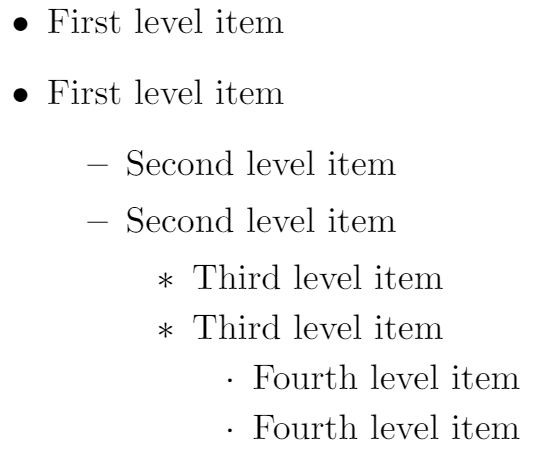 • First level item
• First level item
– Second level item
– Second level item
∗ Third level item
∗ Third level item
· Fourth level item
· Fourth level item